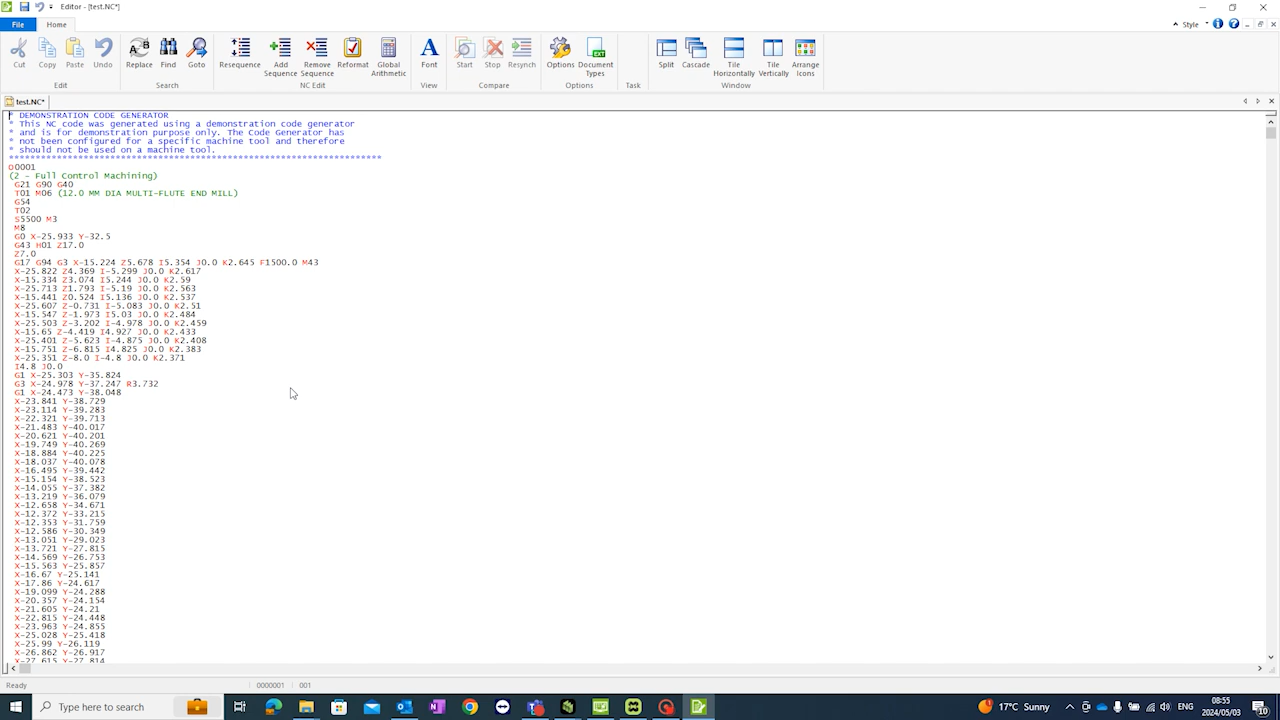 Editor - [test.NC*]
File Home Style
Cut Copy Paste Undo Replace Find Goto Resequence Add Sequence Remove Sequence Reformat Global Arithmetic Font Start Stop Resynch Options Document Types Split Cascade Tile Horizontally Tile Vertically Arrange Icons
Edit Search NC Edit View Compare Options Task Window
test.NC*
* DEMONSTRATION CODE GENERATOR
* This NC code was generated using a demonstration code generator
* and is for demonstration purpose only. The Code Generator has
* not been configured for a specific machine tool and therefore
* should not be used on a machine tool.
***********************************************************************
O0001
(2 - Full Control Machining)
G21 G90 G40
T01 M06 (12.0 MM DIA MULTI-FLUTE END MILL)
G54
T02
S5500 M3
M8
G0 X-25.933 Y-32.5
G43 H01 Z17.0
Z7.0
G17 G94 G3 X-15.224 Z5.678 I5.354 J0.0 K2.645 F1500.0 M43
X-25.822 Z4.369 I-5.299 J0.0 K2.617
X-15.334 Z3.074 I5.244 J0.0 K2.59
X-25.713 Z1.793 I-5.19 J0.0 K2.563
X-15.441 Z0.524 I5.136 J0.0 K2.537
X-25.607 Z-0.731 I-5.083 J0.0 K2.51
X-15.547 Z-1.973 I5.03 J0.0 K2.484
X-25.503 Z-3.202 I-4.978 J0.0 K2.459
X-15.65 Z-4.419 I4.927 J0.0 K2.433
X-25.401 Z-5.623 I-4.875 J0.0 K2.408
X-15.751 Z-6.815 I4.825 J0.0 K2.383
X-25.351 Z-8.0 I-4.8 J0.0 K2.371
I4.8 J0.0
G1 X-25.303 Y-35.824
G3 X-24.978 Y-37.247 R3.732
G1 X-24.473 Y-38.048
X-23.841 Y-38.729
X-23.114 Y-39.283
X-22.321 Y-39.713
X-21.483 Y-40.017
X-20.621 Y-40.201
X-19.749 Y-40.269
X-18.884 Y-40.225
X-18.037 Y-40.078
X-16.495 Y-39.442
X-15.154 Y-38.523
X-14.055 Y-37.382
X-13.219 Y-36.079
X-12.658 Y-34.671
X-12.372 Y-33.215
X-12.353 Y-31.759
X-12.586 Y-30.349
X-13.051 Y-29.023
X-13.721 Y-27.815
X-14.569 Y-26.753
X-15.563 Y-25.857
X-16.67 Y-25.141
X-17.86 Y-24.617
X-19.099 Y-24.288
X-20.357 Y-24.154
X-21.605 Y-24.21
X-22.815 Y-24.448
X-23.963 Y-24.855
X-25.028 Y-25.418
X-25.99 Y-26.119
X-26.862 Y-26.917
X-27.615 Y-27.814
Ready 0000001 001
Type here to search 17°C Sunny 08:55
2024/05/03 10